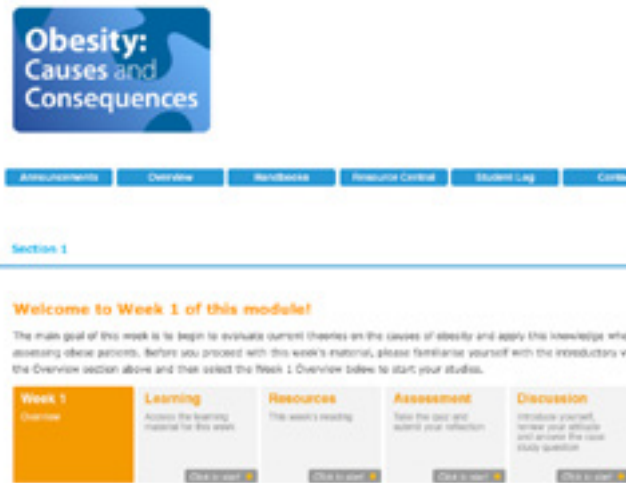 Obesity:
Causes and
Consequences
Announcements Overview Handbooks Resource Central Student Log Conta
Section 1
Welcome to Week 1 of this module!
The main goal of this week is to begin to evaluate current theories on the causes of obesity and apply this knowledge whe
assessing obese patients. Before you proceed with this week's material, please familiarise yourself with the introductory v
the Overview section above and then select the Week 1 Overview below to start your studies.
Week 1
Overview
Learning
Access the learning
material for this week
Click to start
Resources
This week's reading
Click to start
Assessment
Take the quiz and
submit your reflection
Click to start
Discussion
Introduce yourself,
review your attitude
and answer the case
study question
Click to start